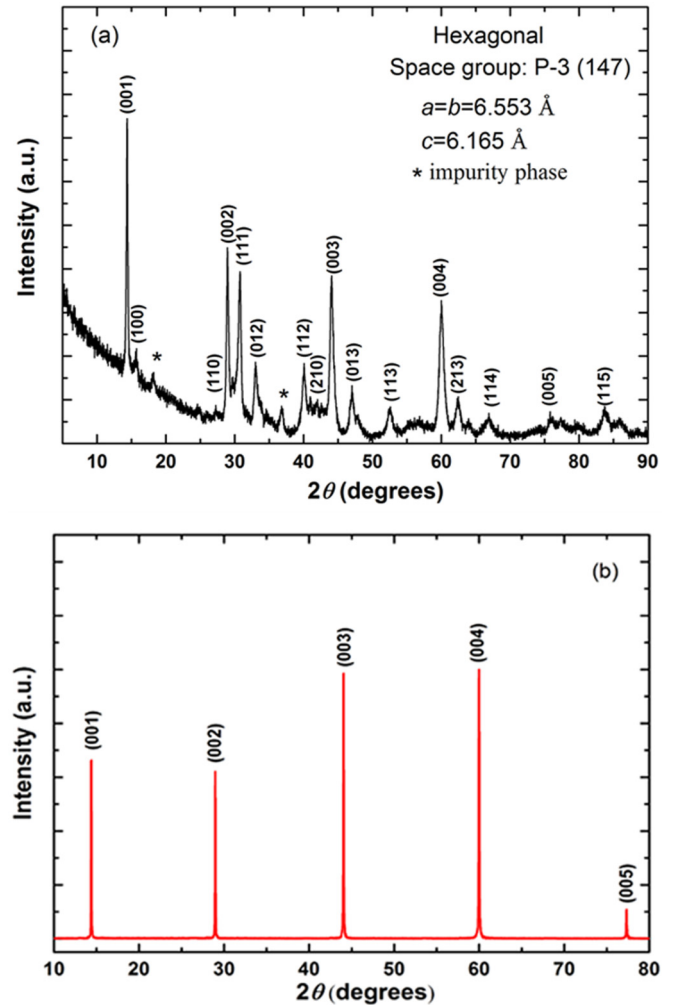 (a)
Hexagonal
Space group: P-3 (147)
a=b=6.553 Å
c=6.165 Å
* impurity phase
Intensity (a.u.)
(001)
(100)
*
(110)
(002)
(111)
(012)
*
(112)
(210)
(003)
(013)
(113)
(004)
(213)
(114)
(005)
(115)
10 20 30 40 50 60 70 80 90
2θ (degrees)
(b)
Intensity (a.u.)
(001)
(002)
(003)
(004)
(005)
10 20 30 40 50 60 70 80
2θ (degrees)